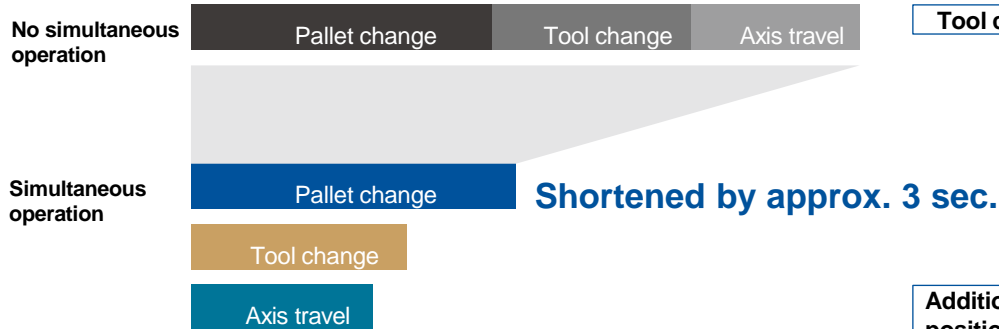 No simultaneous
operation
Pallet change
Tool change
Axis travel
Tool
Simultaneous
operation
Pallet change
Shortened by approx. 3 sec.
Tool change
Axis travel